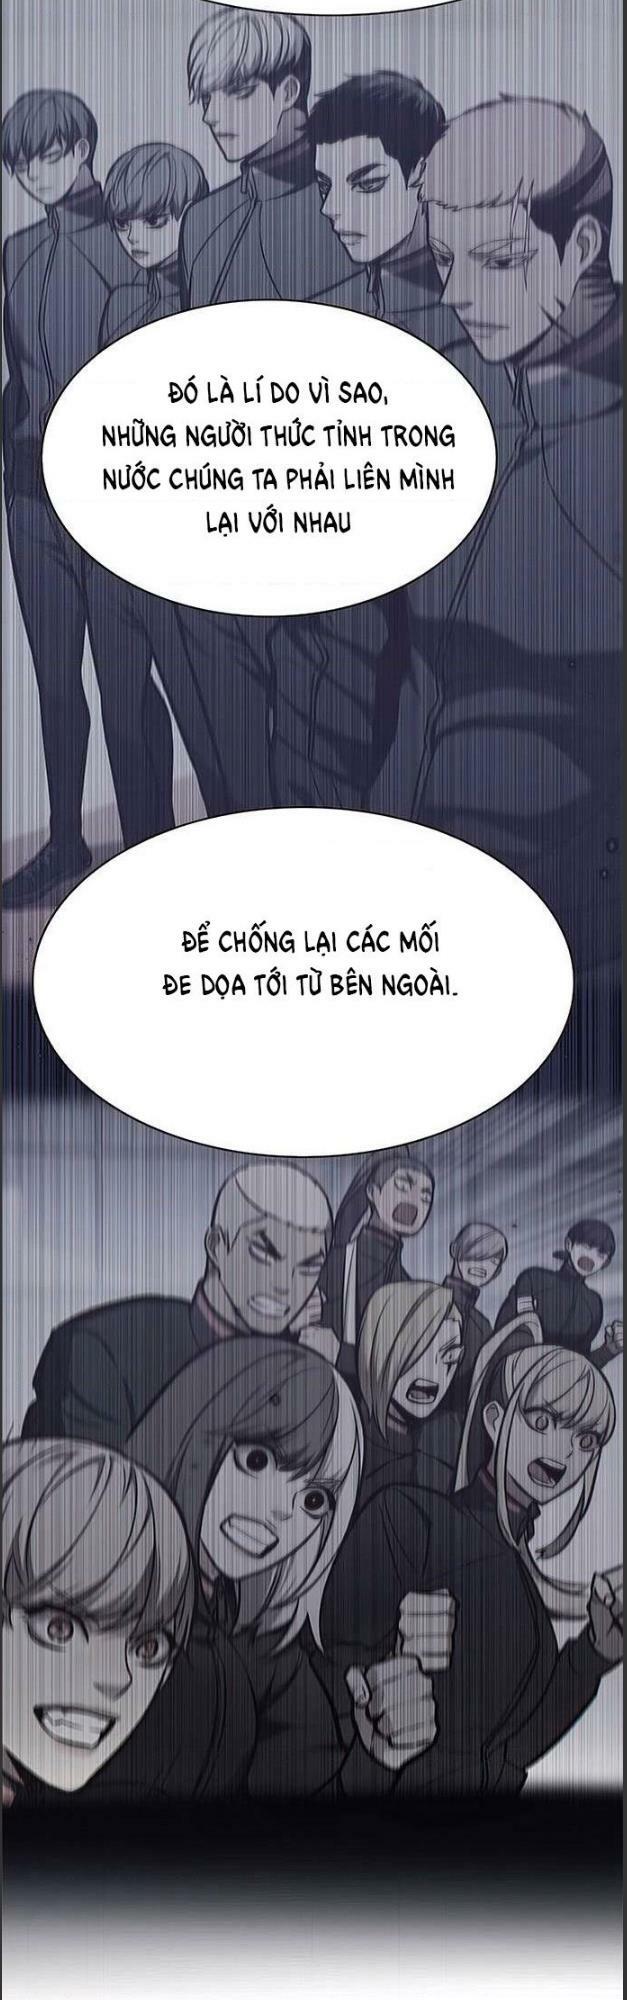 ĐÓ LÀ LÍ DO VÌ SAO,
NHỮNG NGƯỜI THỨC TỈNH TRONG
NƯỚC CHÚNG TA PHẢI LIÊN MÌNH
LẠI VỚI NHAU
ĐỂ CHỐNG LẠI CÁC MỐI
ĐE DỌA TỚI TỪ BÊN NGOÀI.